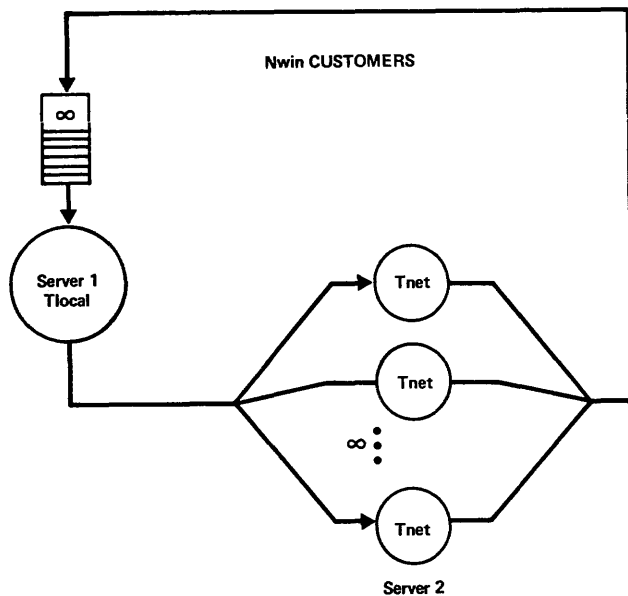 Nwin CUSTOMERS
∞
Server 1
Tlocal
Tnet
Tnet
∞
Tnet
Server 2